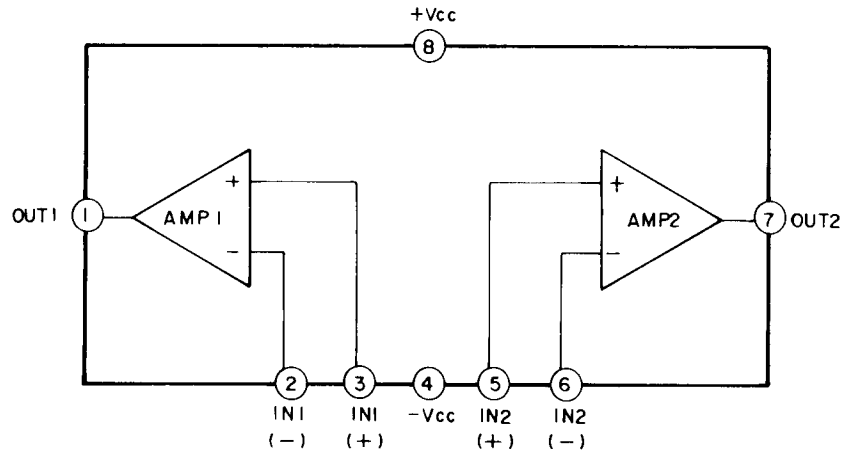 +Vcc
8
+ +
OUT1 1 AMP1 AMP2 7 OUT2
- -
2 3 4 5 6
IN1 IN1 -Vcc IN2 IN2
(-) (+) (+) (-)